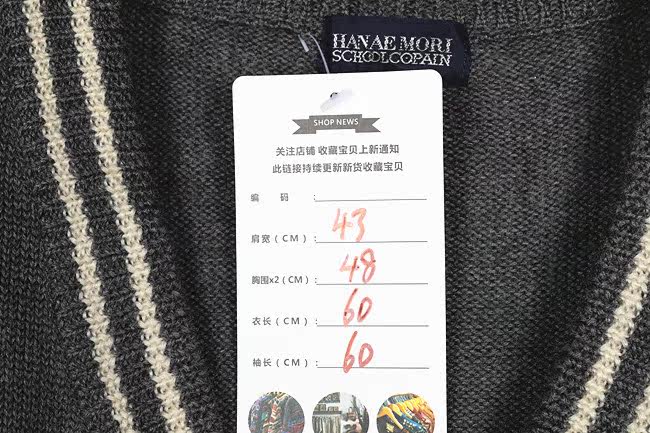 HANAE MORI
SCHOOLCOPAIN
SHOP NEWS
关注店铺 收藏宝贝上新通知
此链接持续更新新货收藏宝贝
编 码 :
肩宽(CM): 43
胸围x2(CM): 48
衣长(CM): 60
袖长(CM): 60